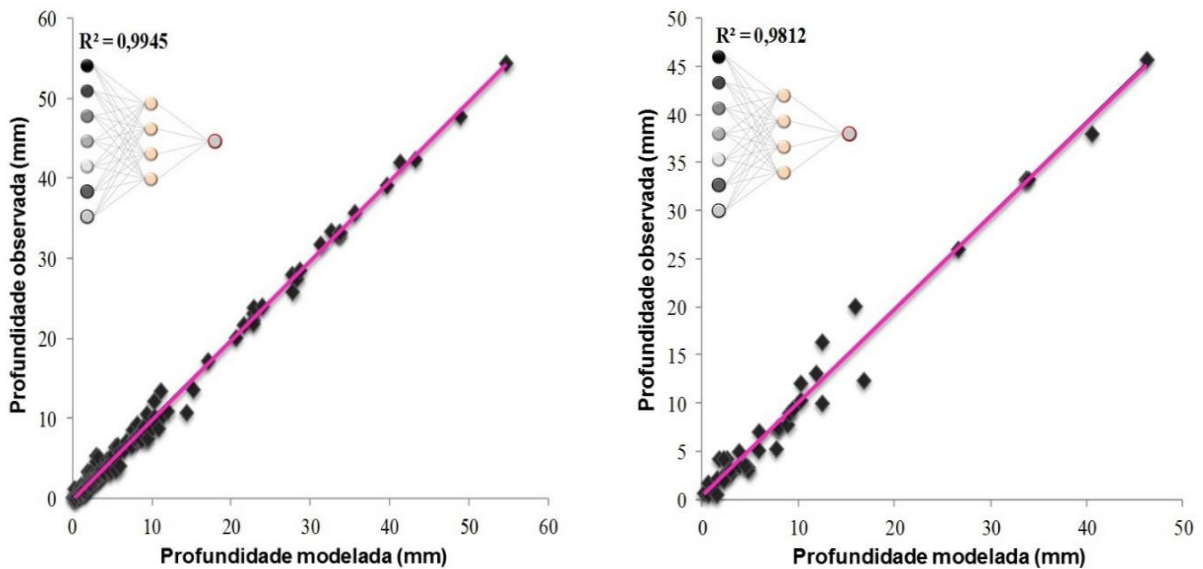 R² = 0,9945
Profundidade observada (mm)
60
50
40
30
20
10
0
0 10 20 30 40 50 60
Profundidade modelada (mm)
R² = 0,9812
Profundidade observada (mm)
50
45
40
35
30
25
20
15
10
5
0
0 10 20 30 40 50
Profundidade modelada (mm)